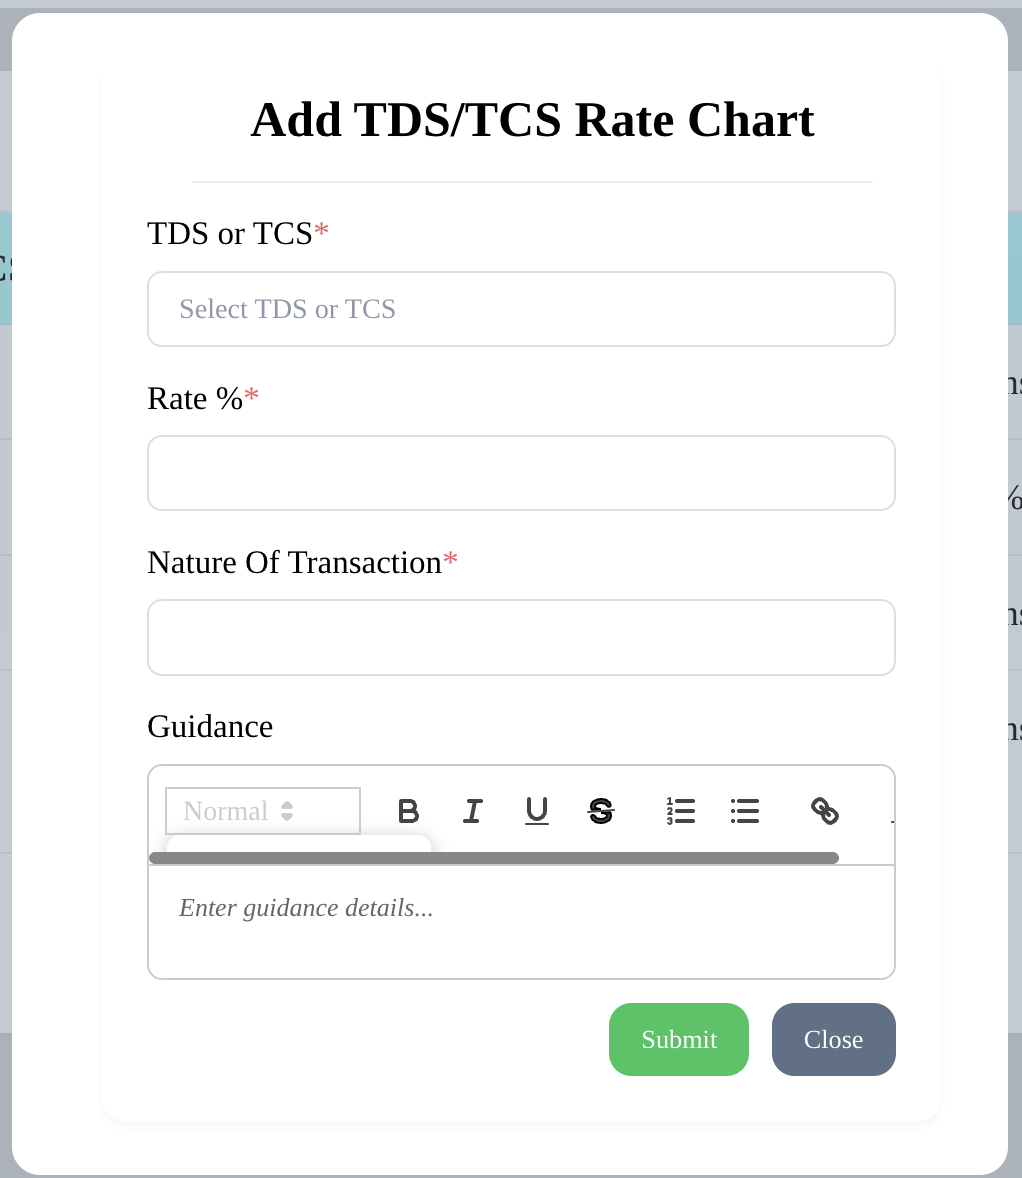 Add TDS/TCS Rate Chart
TDS or TCS*
Select TDS or TCS
Rate %*
Nature Of Transaction*
Guidance
Normal
Enter guidance details...
Submit Close